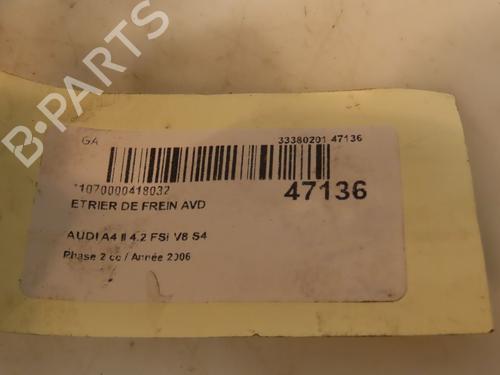 B-PARTS
GA 33380201 47136
*1070000418032
47136
ETRIER DE FREIN AVD
AUDI A4 II 4.2 FSi V8 S4
Phase 2 cc / Année 2006